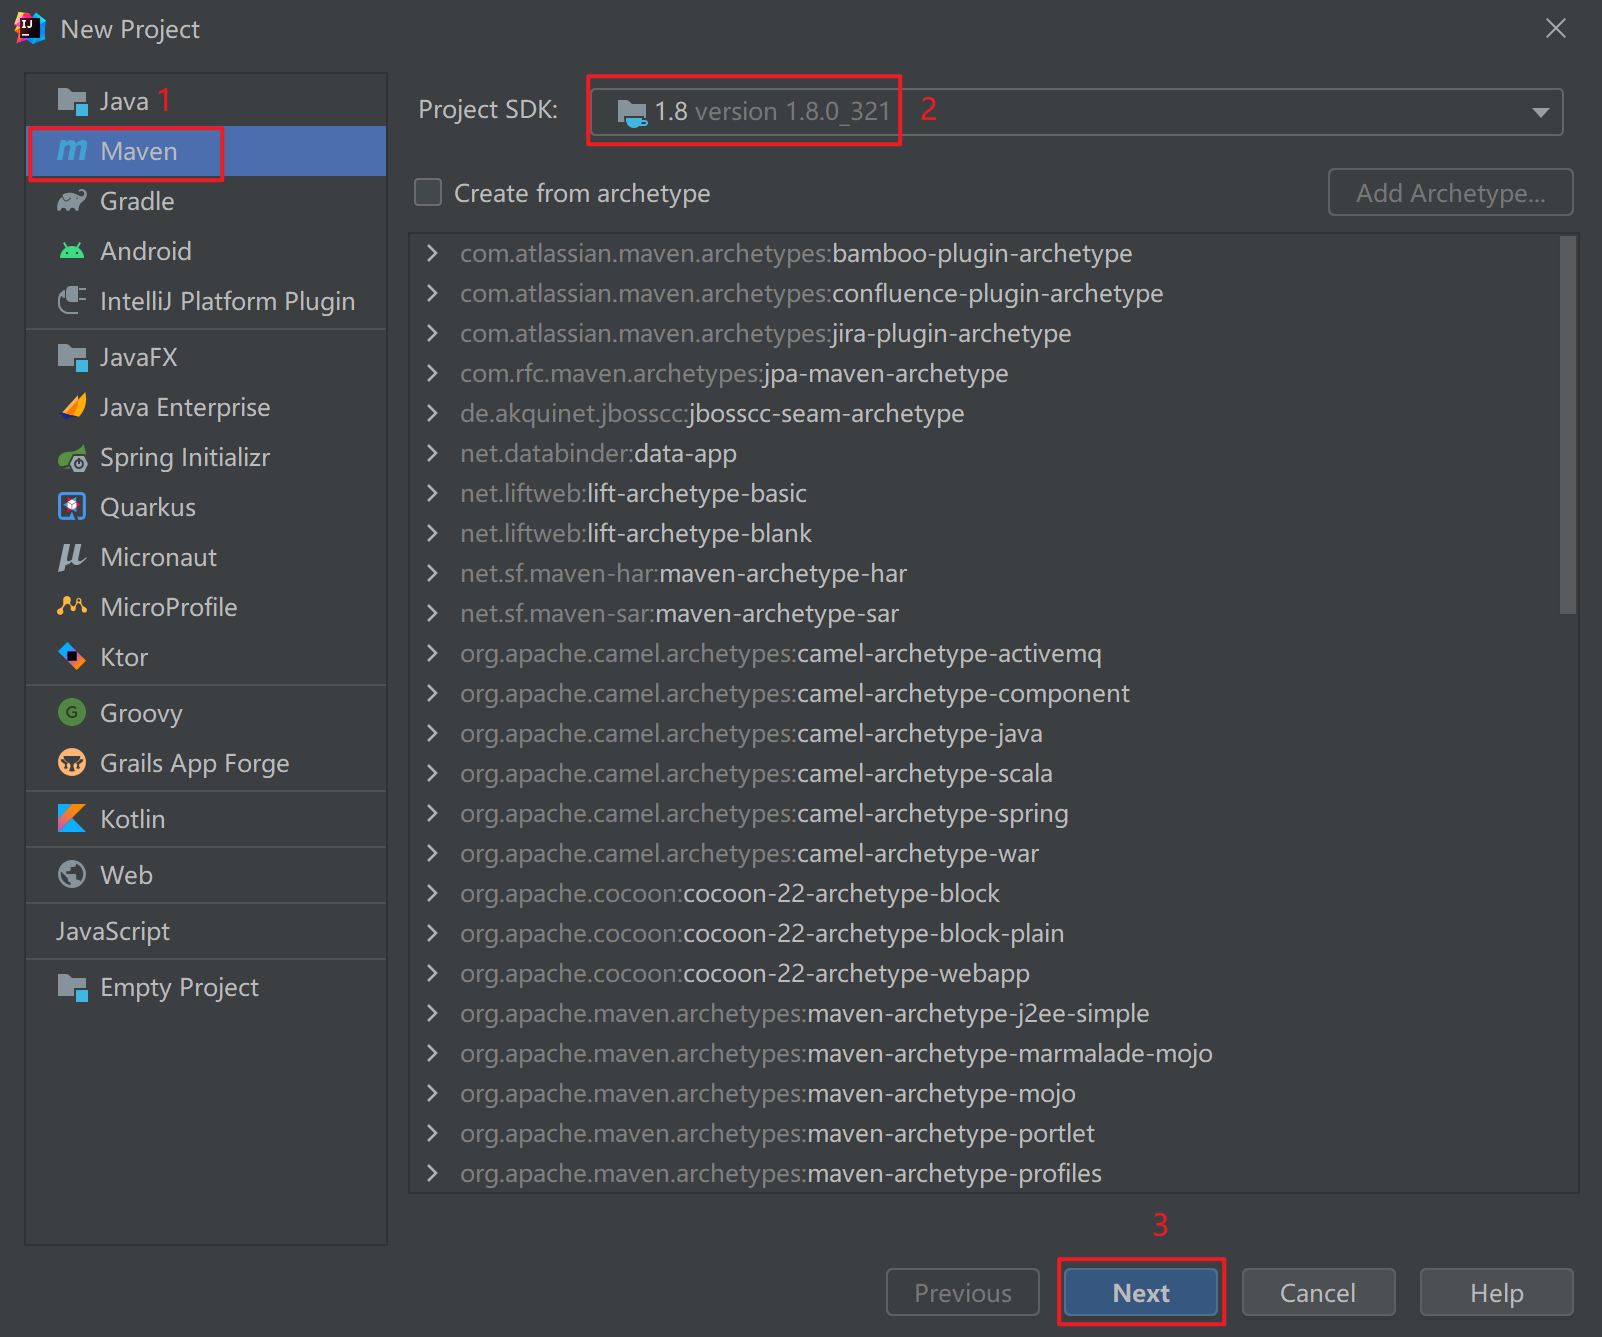 New Project
Java 1
Maven
Gradle
Android
IntelliJ Platform Plugin
JavaFX
Java Enterprise
Spring Initializr
Quarkus
Micronaut
MicroProfile
Ktor
Groovy
Grails App Forge
Kotlin
Web
JavaScript
Empty Project
Project SDK: 1.8 version 1.8.0_321 2
Create from archetype Add Archetype...
com.atlassian.maven.archetypes:bamboo-plugin-archetype
com.atlassian.maven.archetypes:confluence-plugin-archetype
com.atlassian.maven.archetypes:jira-plugin-archetype
com.rfc.maven.archetypes:jpa-maven-archetype
de.akquinet.jbosscc:jbosscc-seam-archetype
net.databinder:data-app
net.liftweb:lift-archetype-basic
net.liftweb:lift-archetype-blank
net.sf.maven-har:maven-archetype-har
net.sf.maven-sar:maven-archetype-sar
org.apache.camel.archetypes:camel-archetype-activemq
org.apache.camel.archetypes:camel-archetype-component
org.apache.camel.archetypes:camel-archetype-java
org.apache.camel.archetypes:camel-archetype-scala
org.apache.camel.archetypes:camel-archetype-spring
org.apache.camel.archetypes:camel-archetype-war
org.apache.cocoon:cocoon-22-archetype-block
org.apache.cocoon:cocoon-22-archetype-block-plain
org.apache.cocoon:cocoon-22-archetype-webapp
org.apache.maven.archetypes:maven-archetype-j2ee-simple
org.apache.maven.archetypes:maven-archetype-marmalade-mojo
org.apache.maven.archetypes:maven-archetype-mojo
org.apache.maven.archetypes:maven-archetype-portlet
org.apache.maven.archetypes:maven-archetype-profiles
3
Previous Next Cancel Help